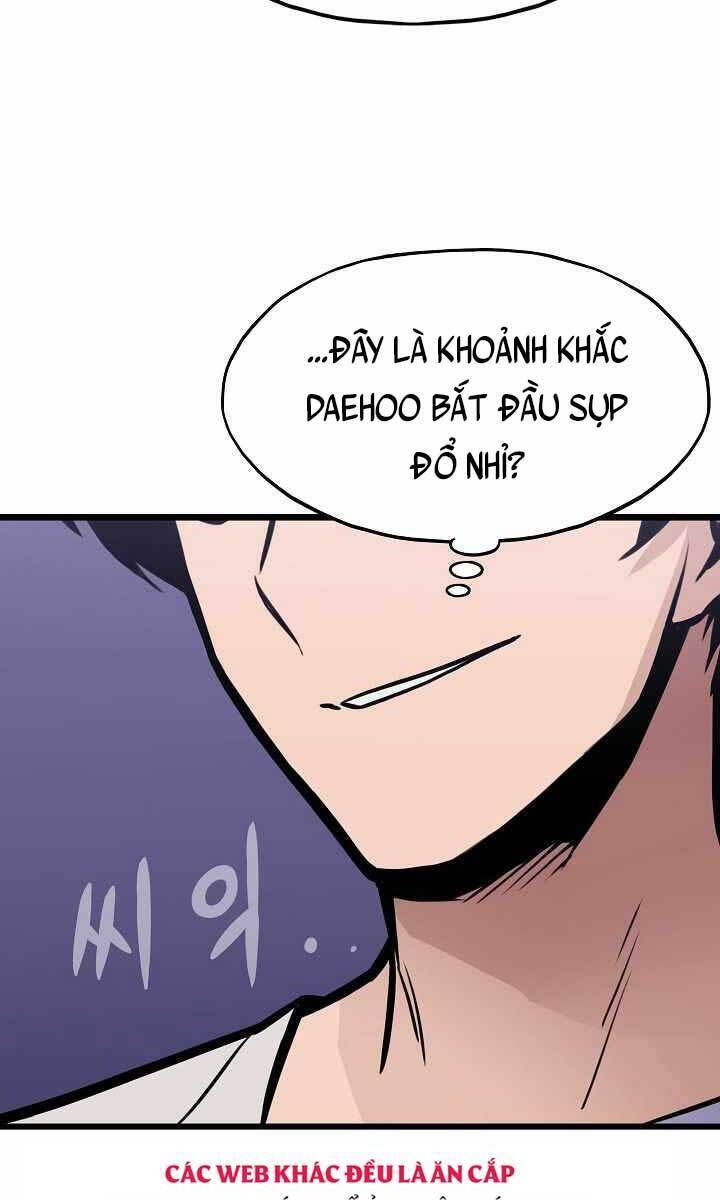 ...ĐÂY LÀ KHOẢNH KHẮC
DAEHOO BẮT ĐẦU SỤP
ĐỔ NHỈ?
씨익..
CÁC WEB KHÁC ĐỀU LÀ ĂN CẮP